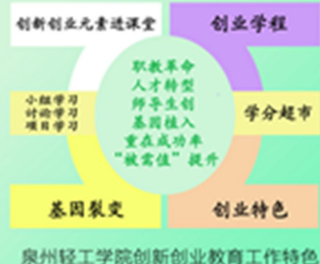 创新创业元素进课堂
创业学程
职教革命
人才转型
师导生创
基因植入
重在成功率
“被需值”提升
小组学习
讨论学习
项目学习
学分超市
基因裂变
创业特色
泉州轻工学院创新创业教育工作特色